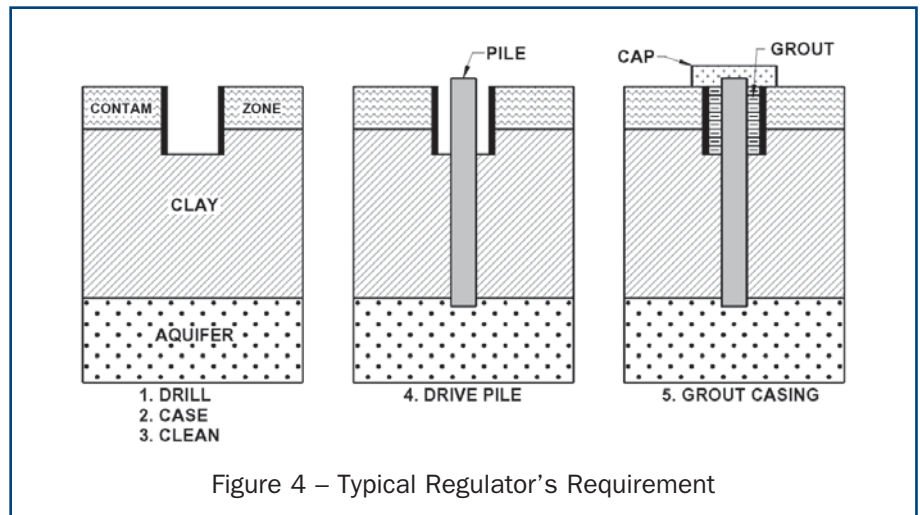 PILE
CAP
GROUT
CONTAM ZONE
CLAY
AQUIFER
1. DRILL
2. CASE
3. CLEAN
4. DRIVE PILE
5. GROUT CASING
Figure 4 – Typical Regulator's Requirement